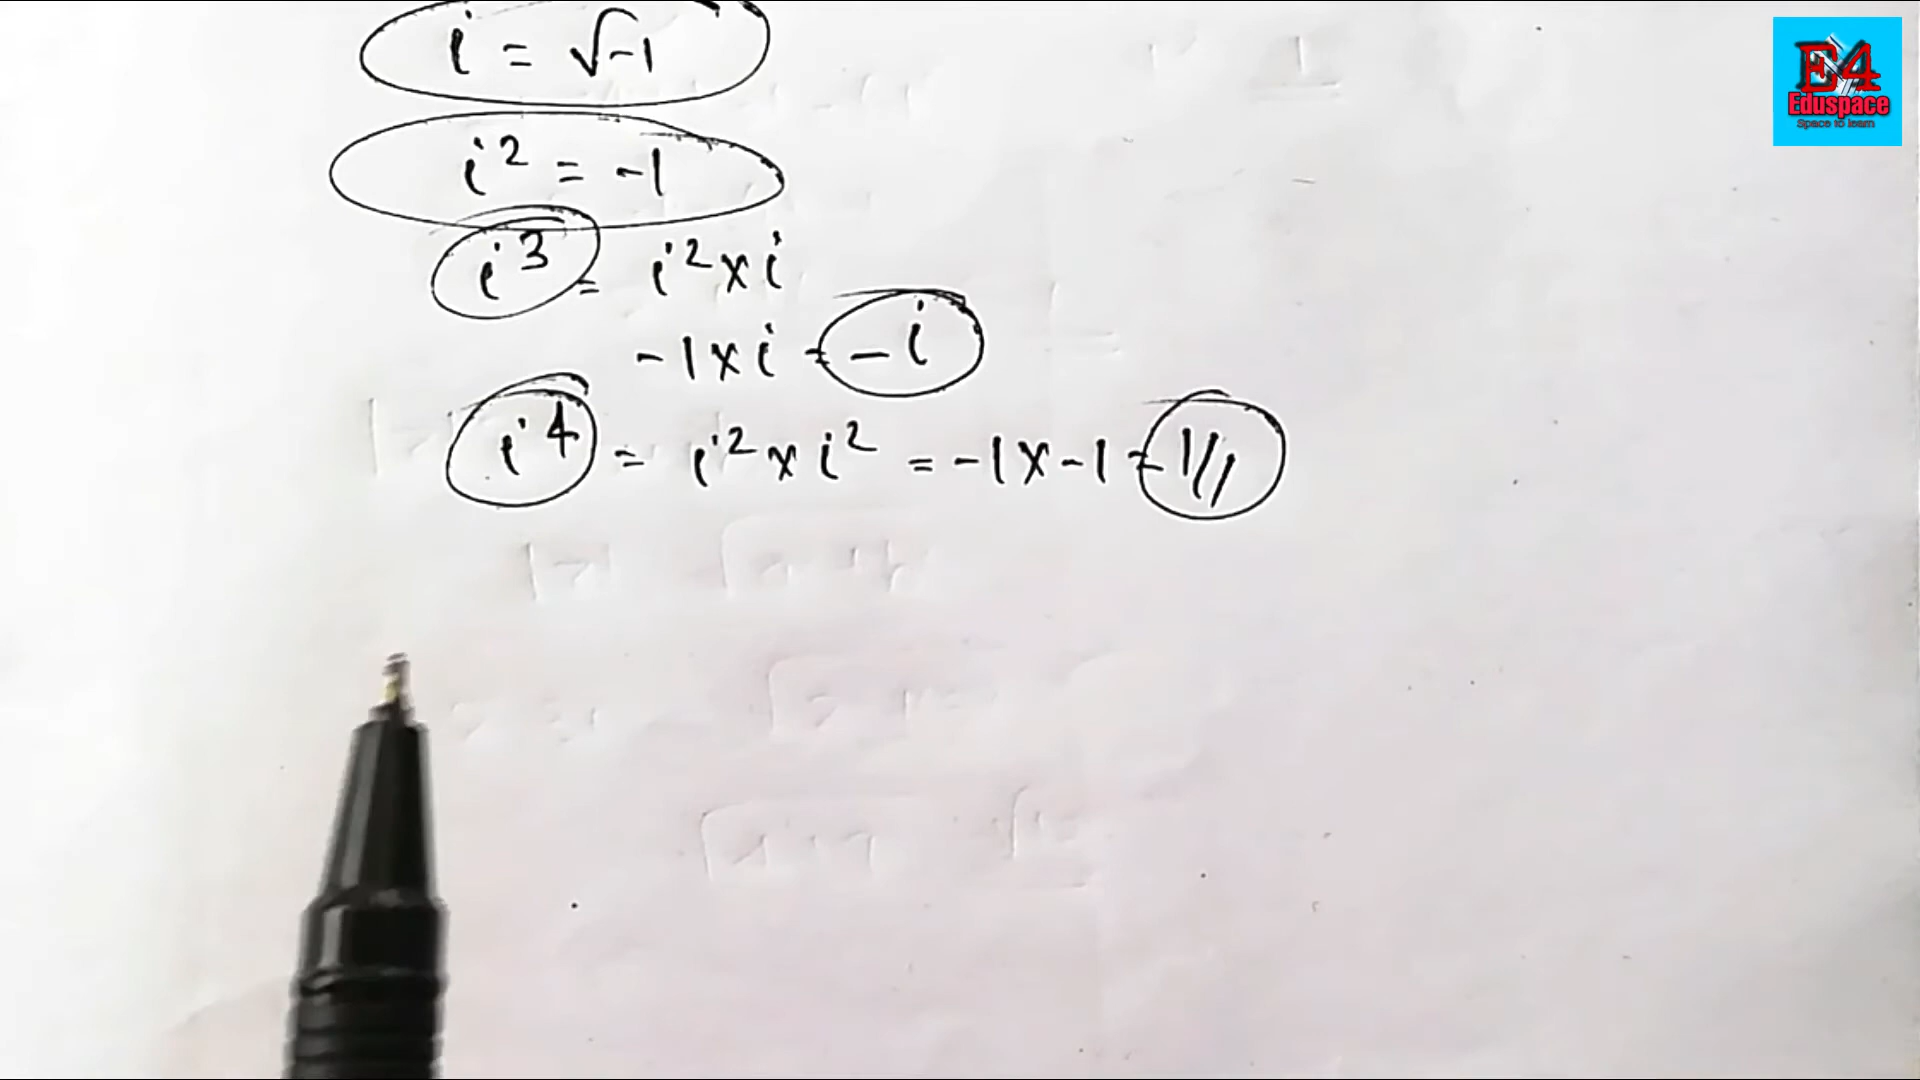 i = √-1
i² = -1
i³ = i² x i
-1 x i = -i
i⁴ = i² x i² = -1 x -1 = 1//
E4
Eduspace
Space to learn